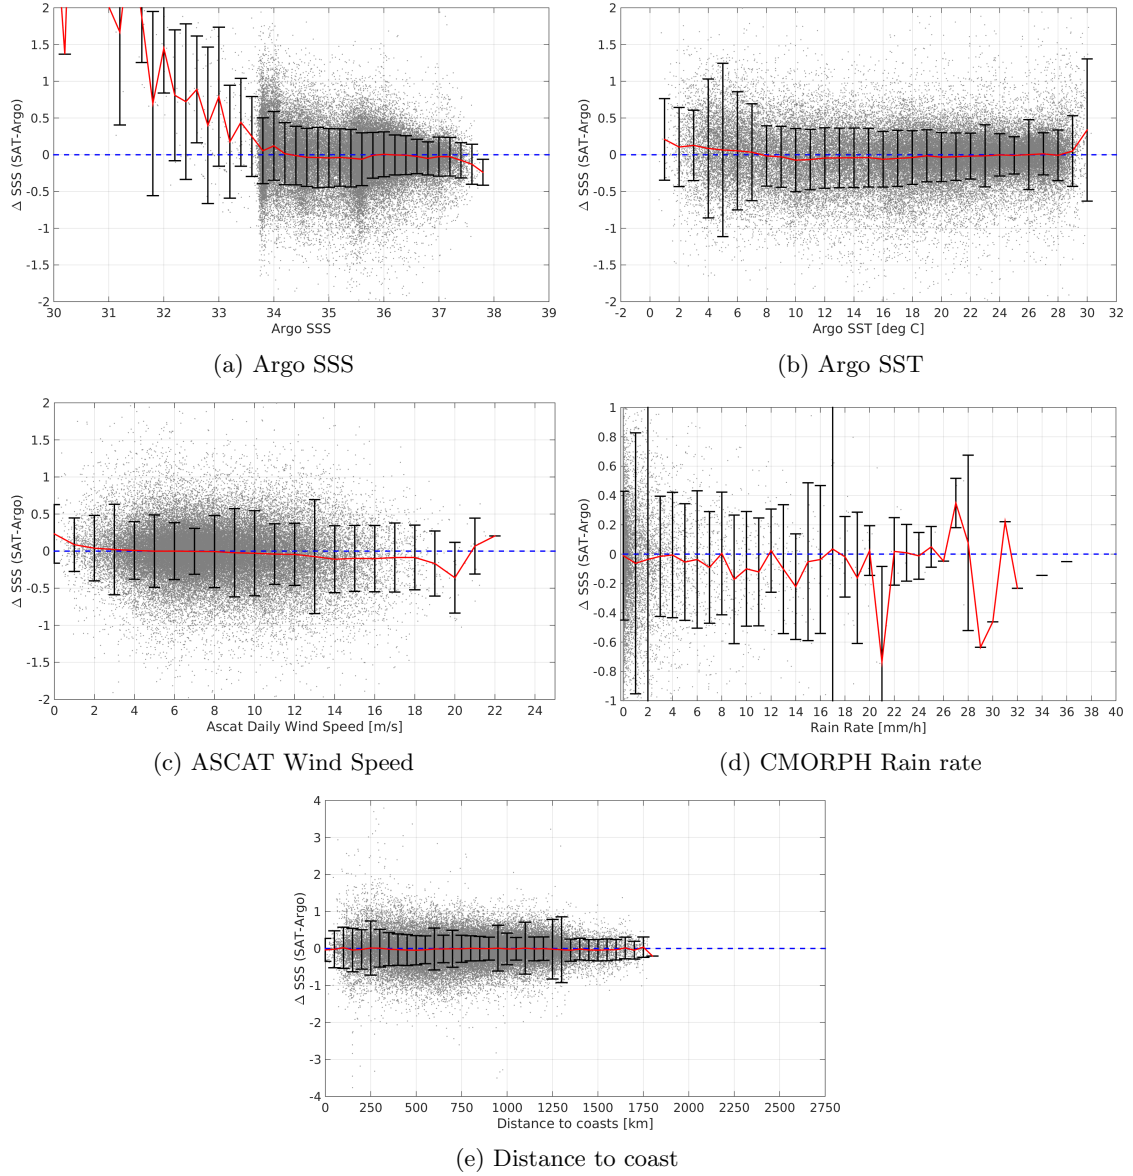 2
1.5
1
0.5
0
-0.5
-1
-1.5
-2
Δ SSS (SAT-Argo)
30 31 32 33 34 35 36 37 38 39
Argo SSS
(a) Argo SSS
2
1.5
1
0.5
0
-0.5
-1
-1.5
-2
Δ SSS (SAT-Argo)
-2 0 2 4 6 8 10 12 14 16 18 20 22 24 26 28 30 32
Argo SST [deg C]
(b) Argo SST
2
1.5
1
0.5
0
-0.5
-1
-1.5
-2
Δ SSS (SAT-Argo)
0 2 4 6 8 10 12 14 16 18 20 22 24
Ascat Daily Wind Speed [m/s]
(c) ASCAT Wind Speed
1
0.8
0.6
0.4
0.2
0
-0.2
-0.4
-0.6
-0.8
-1
Δ SSS (SAT-Argo)
0 2 4 6 8 10 12 14 16 18 20 22 24 26 28 30 32 34 36 38 40
Rain Rate [mm/h]
(d) CMORPH Rain rate
4
3
2
1
0
-1
-2
-3
-4
Δ SSS (SAT-Argo)
0 250 500 750 1000 1250 1500 1750 2000 2250 2500 2750
Distance to coasts [km]
(e) Distance to coast